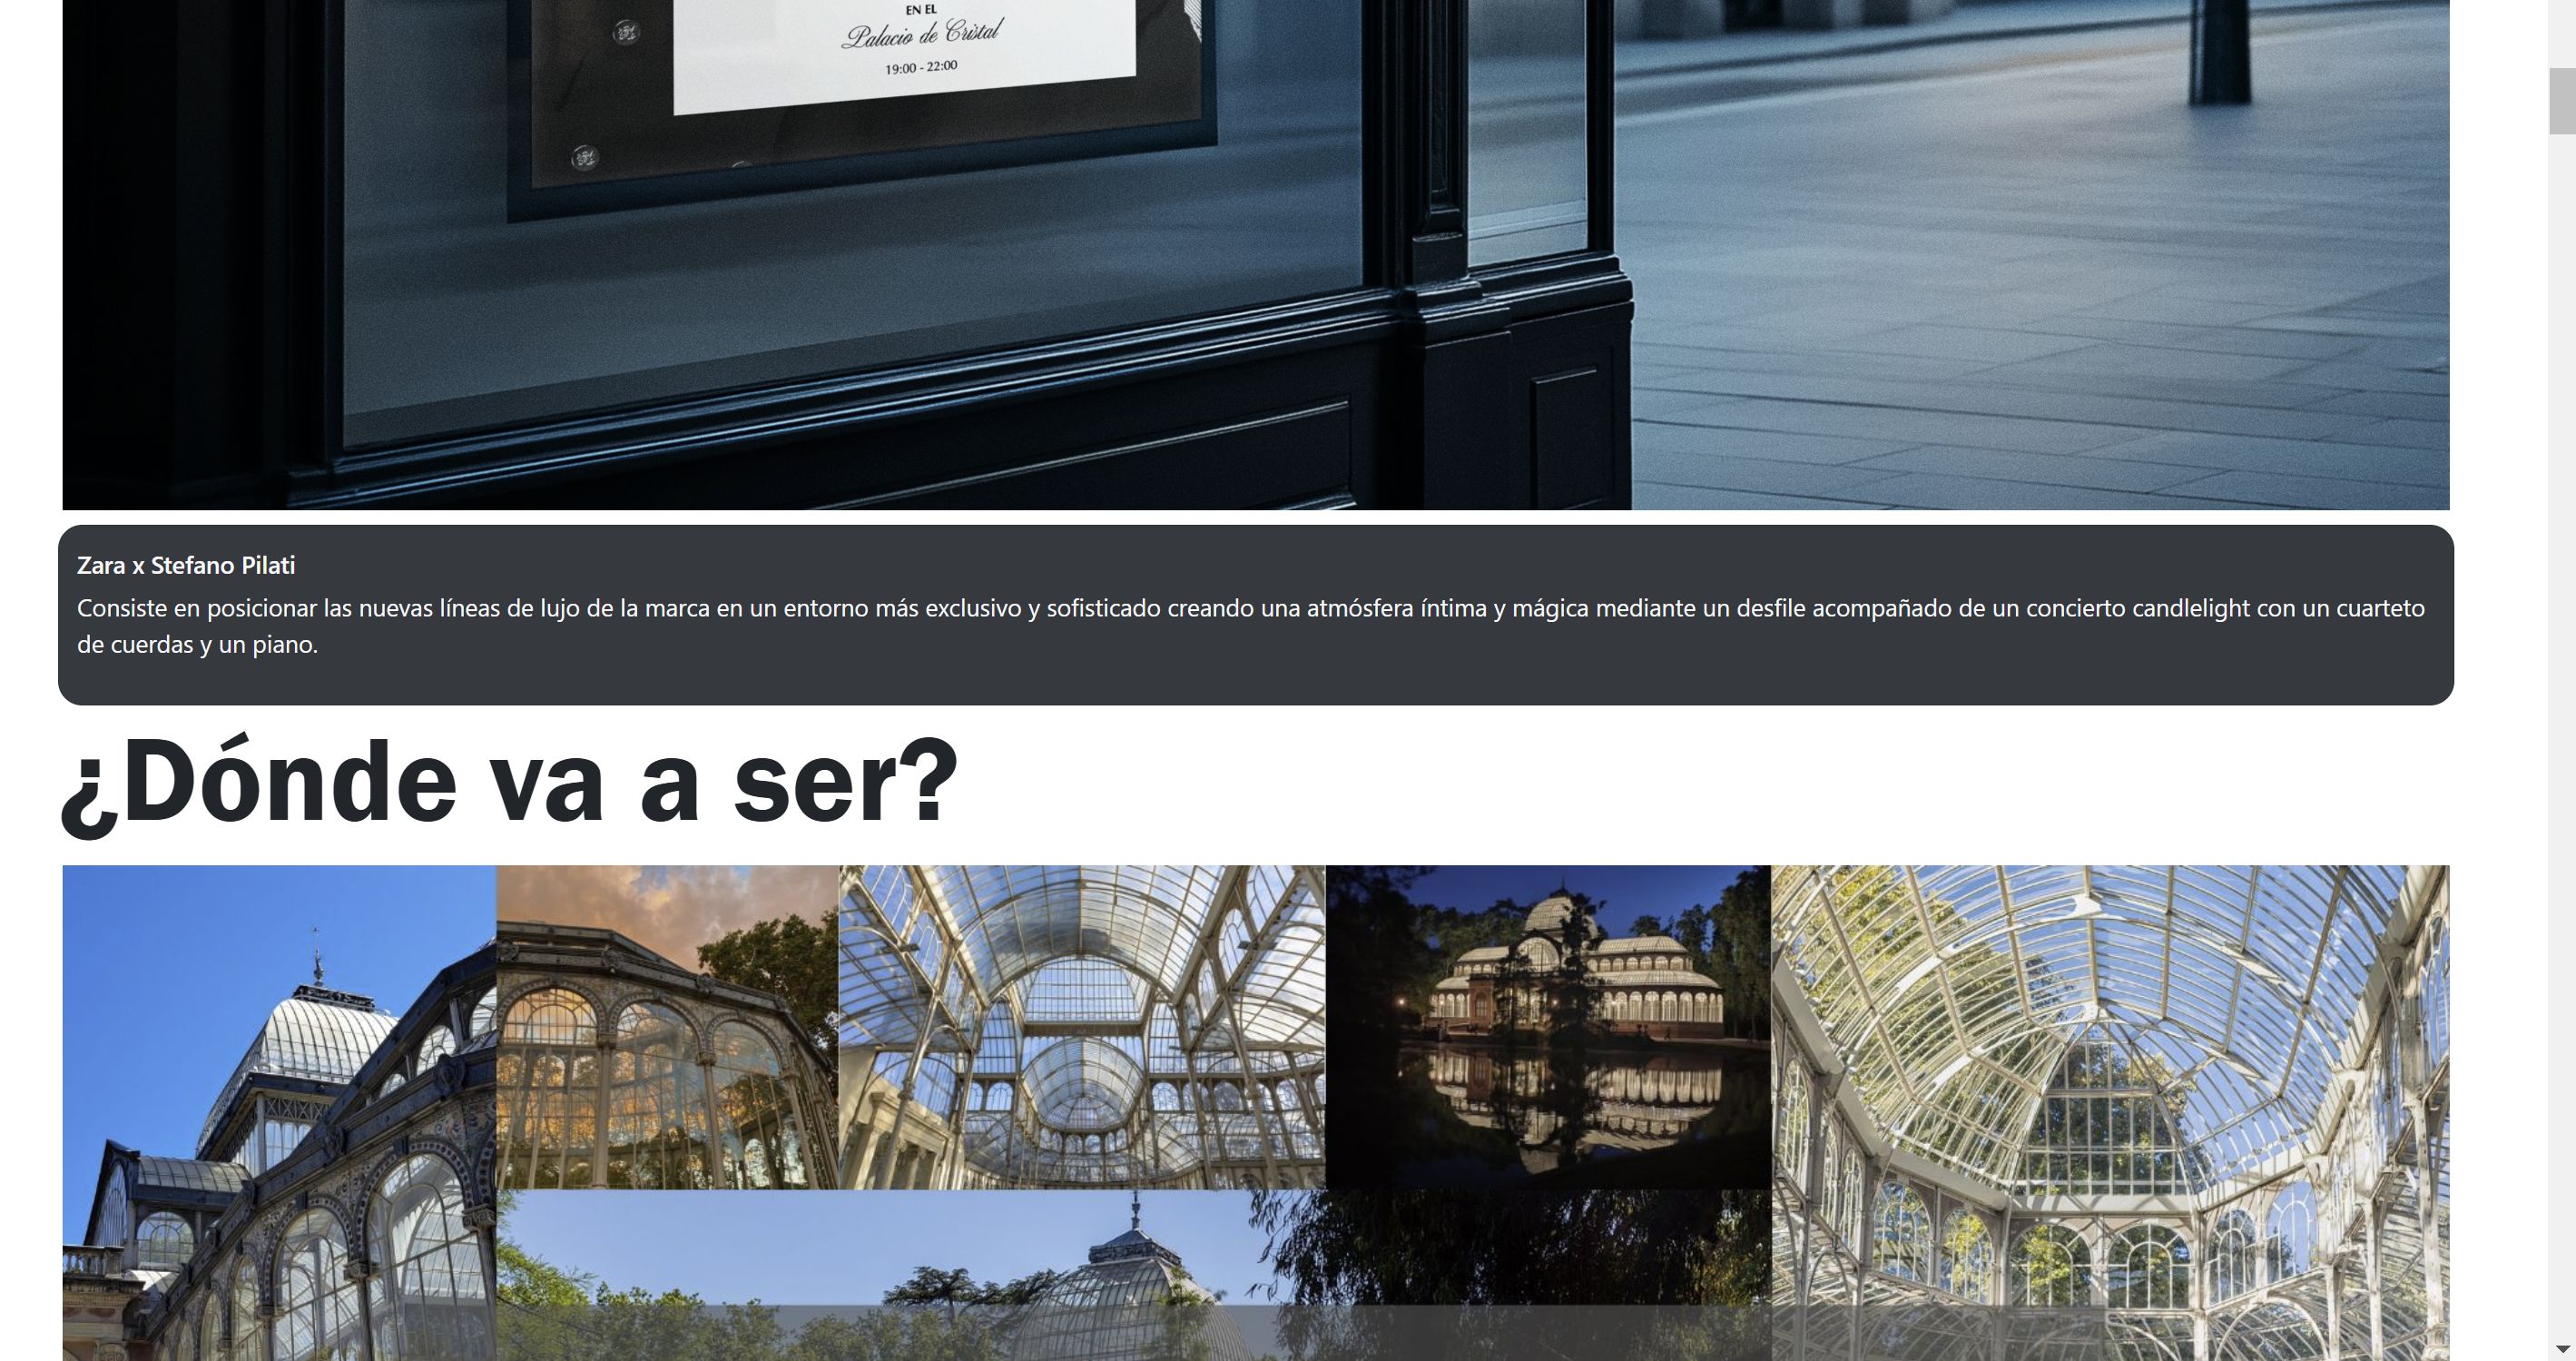 EN EL
Palacio de Cristal
19:00 - 22:00
Zara x Stefano Pilati
Consiste en posicionar las nuevas líneas de lujo de la marca en un entorno más exclusivo y sofisticado creando una atmósfera íntima y mágica mediante un desfile acompañado de un concierto candlelight con un cuarteto
de cuerdas y un piano.
¿Dónde va a ser?